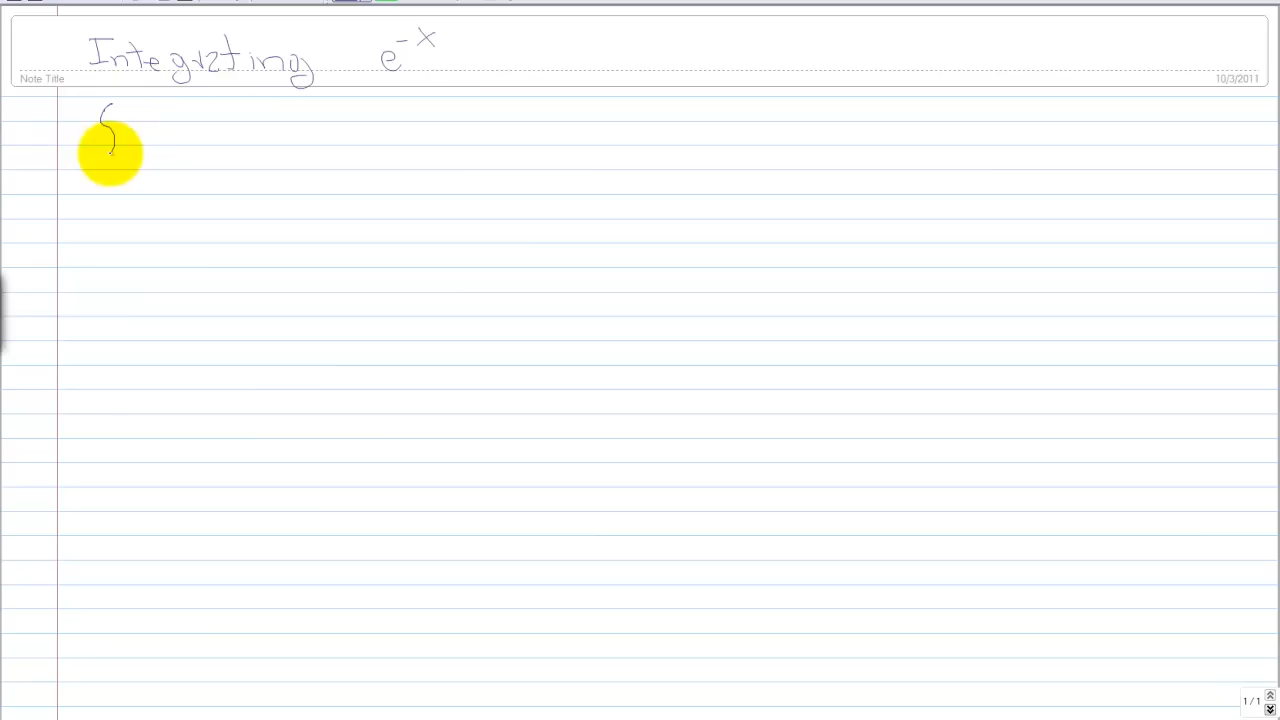 Integrating e^-x
Note Title 10/3/2011
∫
1 / 1